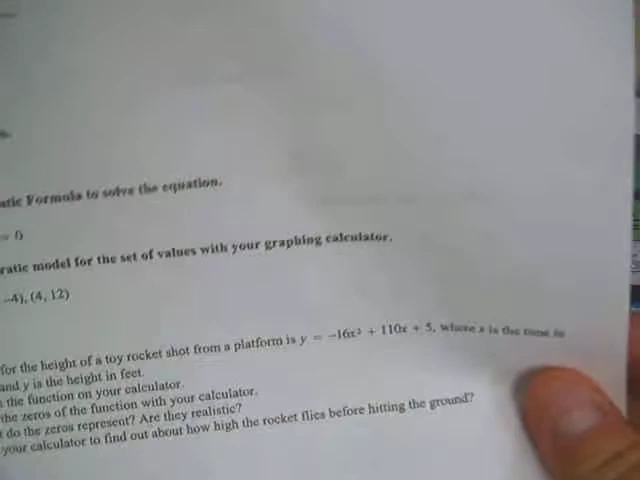 atic Formula to solve the equation.
= 0
ratic model for the set of values with your graphing calculator.
-4), (4, 12)
for the height of a toy rocket shot from a platform is y = -16x² + 110x + 5, where x is the time in
and y is the height in feet.
the function on your calculator.
the zeros of the function with your calculator.
do the zeros represent? Are they realistic?
your calculator to find out about how high the rocket flies before hitting the ground?